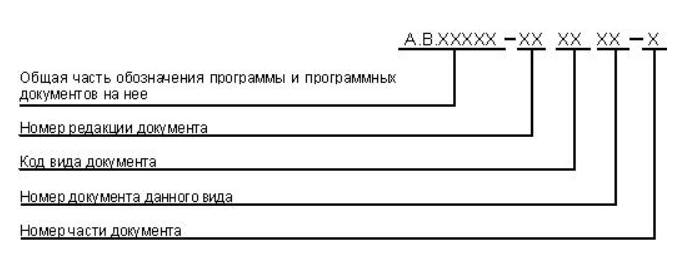 А.В.ХХХХХ –ХХ ХХ ХХ –Х
Общая часть обозначения программы и программных
документов на нее
Номер редакции документа
Код вида документа
Номер документа данного вида
Номер части документа